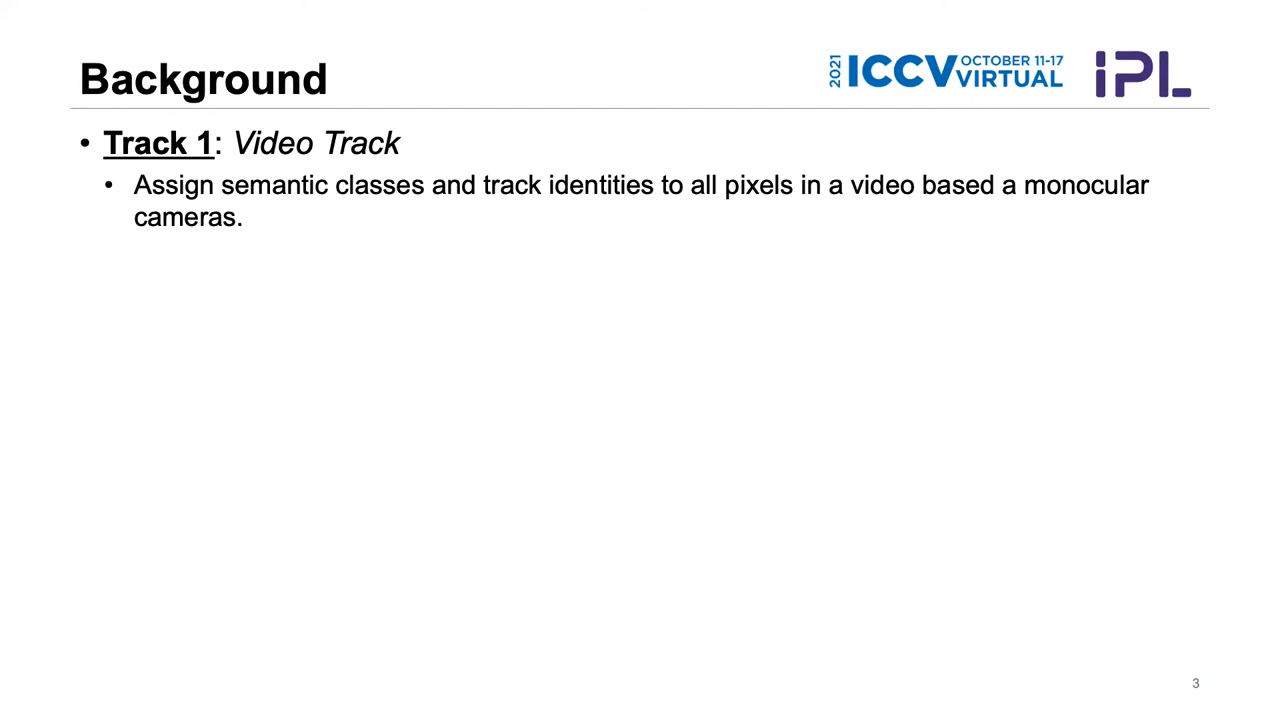 Background
2021 ICCV OCTOBER 11-17 VIRTUAL
iPL
• Track 1: Video Track
• Assign semantic classes and track identities to all pixels in a video based a monocular
cameras.
3